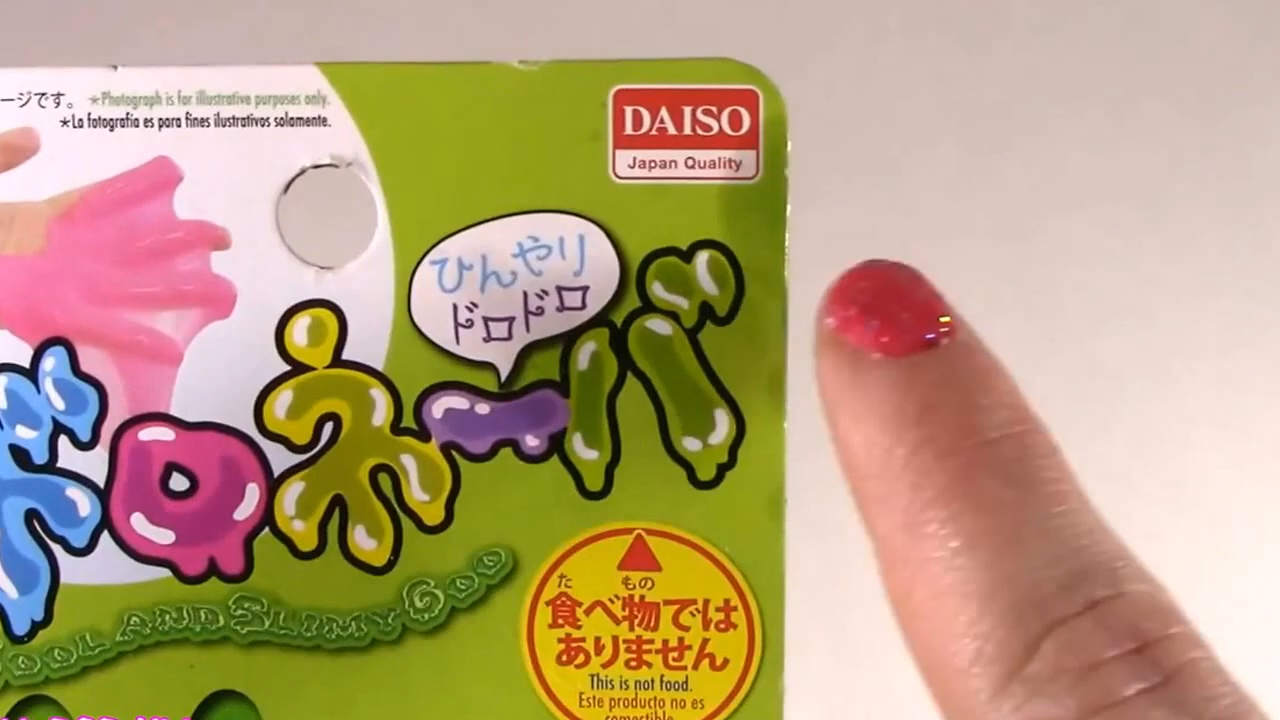 ージです。 *Photograph is for illustrative purposes only.
*La fotografía es para fines ilustrativos solamente.
DAISO
Japan Quality
ひんやり
ドロドロ
ボロネーバ
COOL AND SLIMY GOO
た もの
食べ物では
ありません
This is not food.
Este producto no es
comestible.